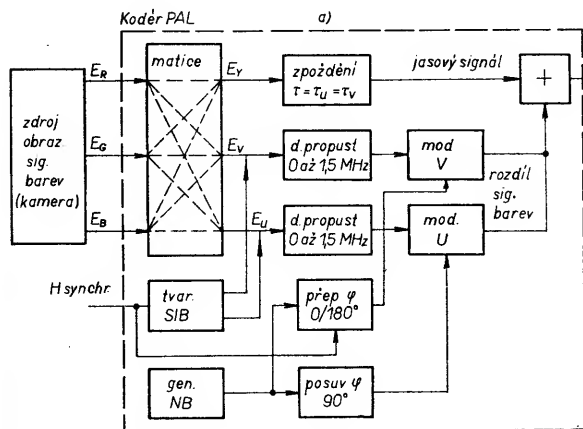 Kodér PAL
a)
zdroj
obraz.
sig.
barev
(kamera)
E_R
E_G
E_B
matice
E_Y
E_V
E_U
zpoždění
τ = τ_u = τ_v
jasový signál
+
d. propust
0 až 1,5 MHz
mod
V
d. propust
0 až 1,5 MHz
mod.
U
rozdíl
sig.
barev
H synchr.
tvar.
SIB
přep φ
0/180°
gen.
NB
posuv φ
90°